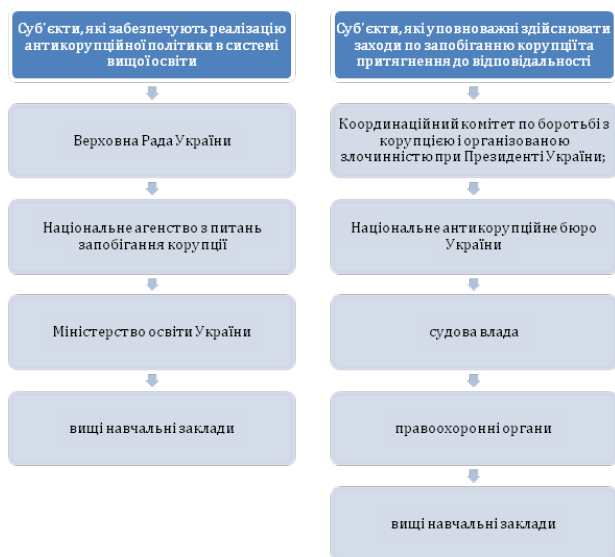 Суб'єкти, які забезпечують реалізацію
антикорупційної політики в системі
вищої освіти
Верховна Рада України
Національне агенство з питань
запобігання корупції
Міністерство освіти України
вищі навчальні заклади
Суб'єкти, які уповноважні здійснювати
заходи по запобіганню корупції та
притягнення до відповідальності
Координаційний комітет по боротьбі з
корупцією і організованою
злочинністю при Президенті України;
Національне антикорупційне бюро
України
судова влада
правоохоронні органи
вищі навчальні заклади